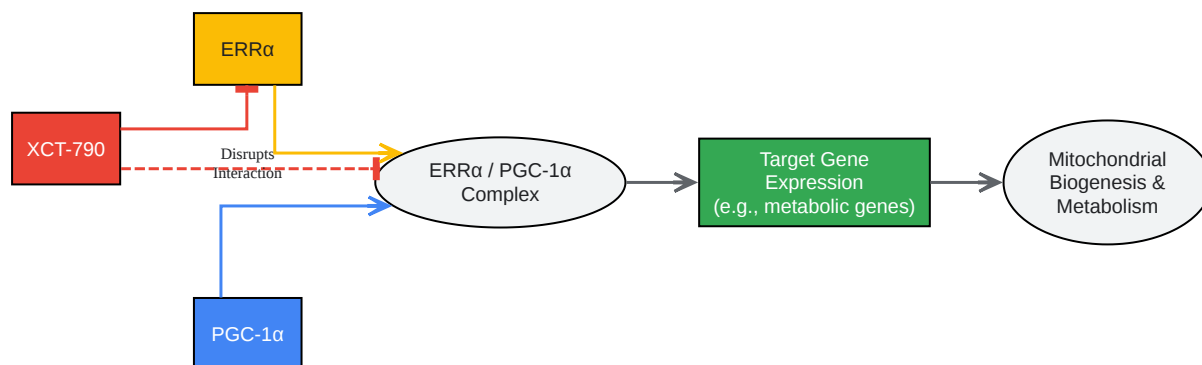 ERRα
XCT-790
Disrupts
Interaction
ERRα / PGC-1α
Complex
Target Gene
Expression
(e.g., metabolic genes)
Mitochondrial
Biogenesis &
Metabolism
PGC-1α